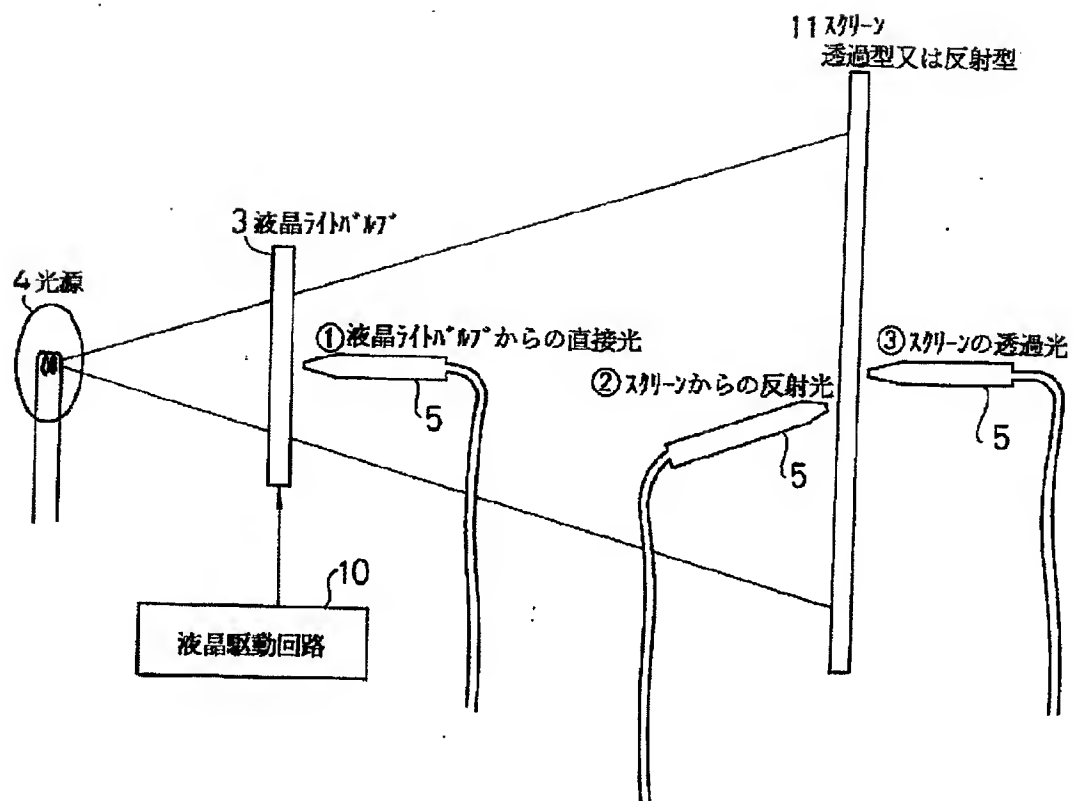 11 ｽｸﾘｰﾝ
透過型又は反射型
3 液晶ﾗｲﾄﾊﾞﾙﾌﾞ
4 光源
① 液晶ﾗｲﾄﾊﾞﾙﾌﾞからの直接光
5
② ｽｸﾘｰﾝからの反射光
5
③ ｽｸﾘｰﾝの透過光
5
10
液晶駆動回路